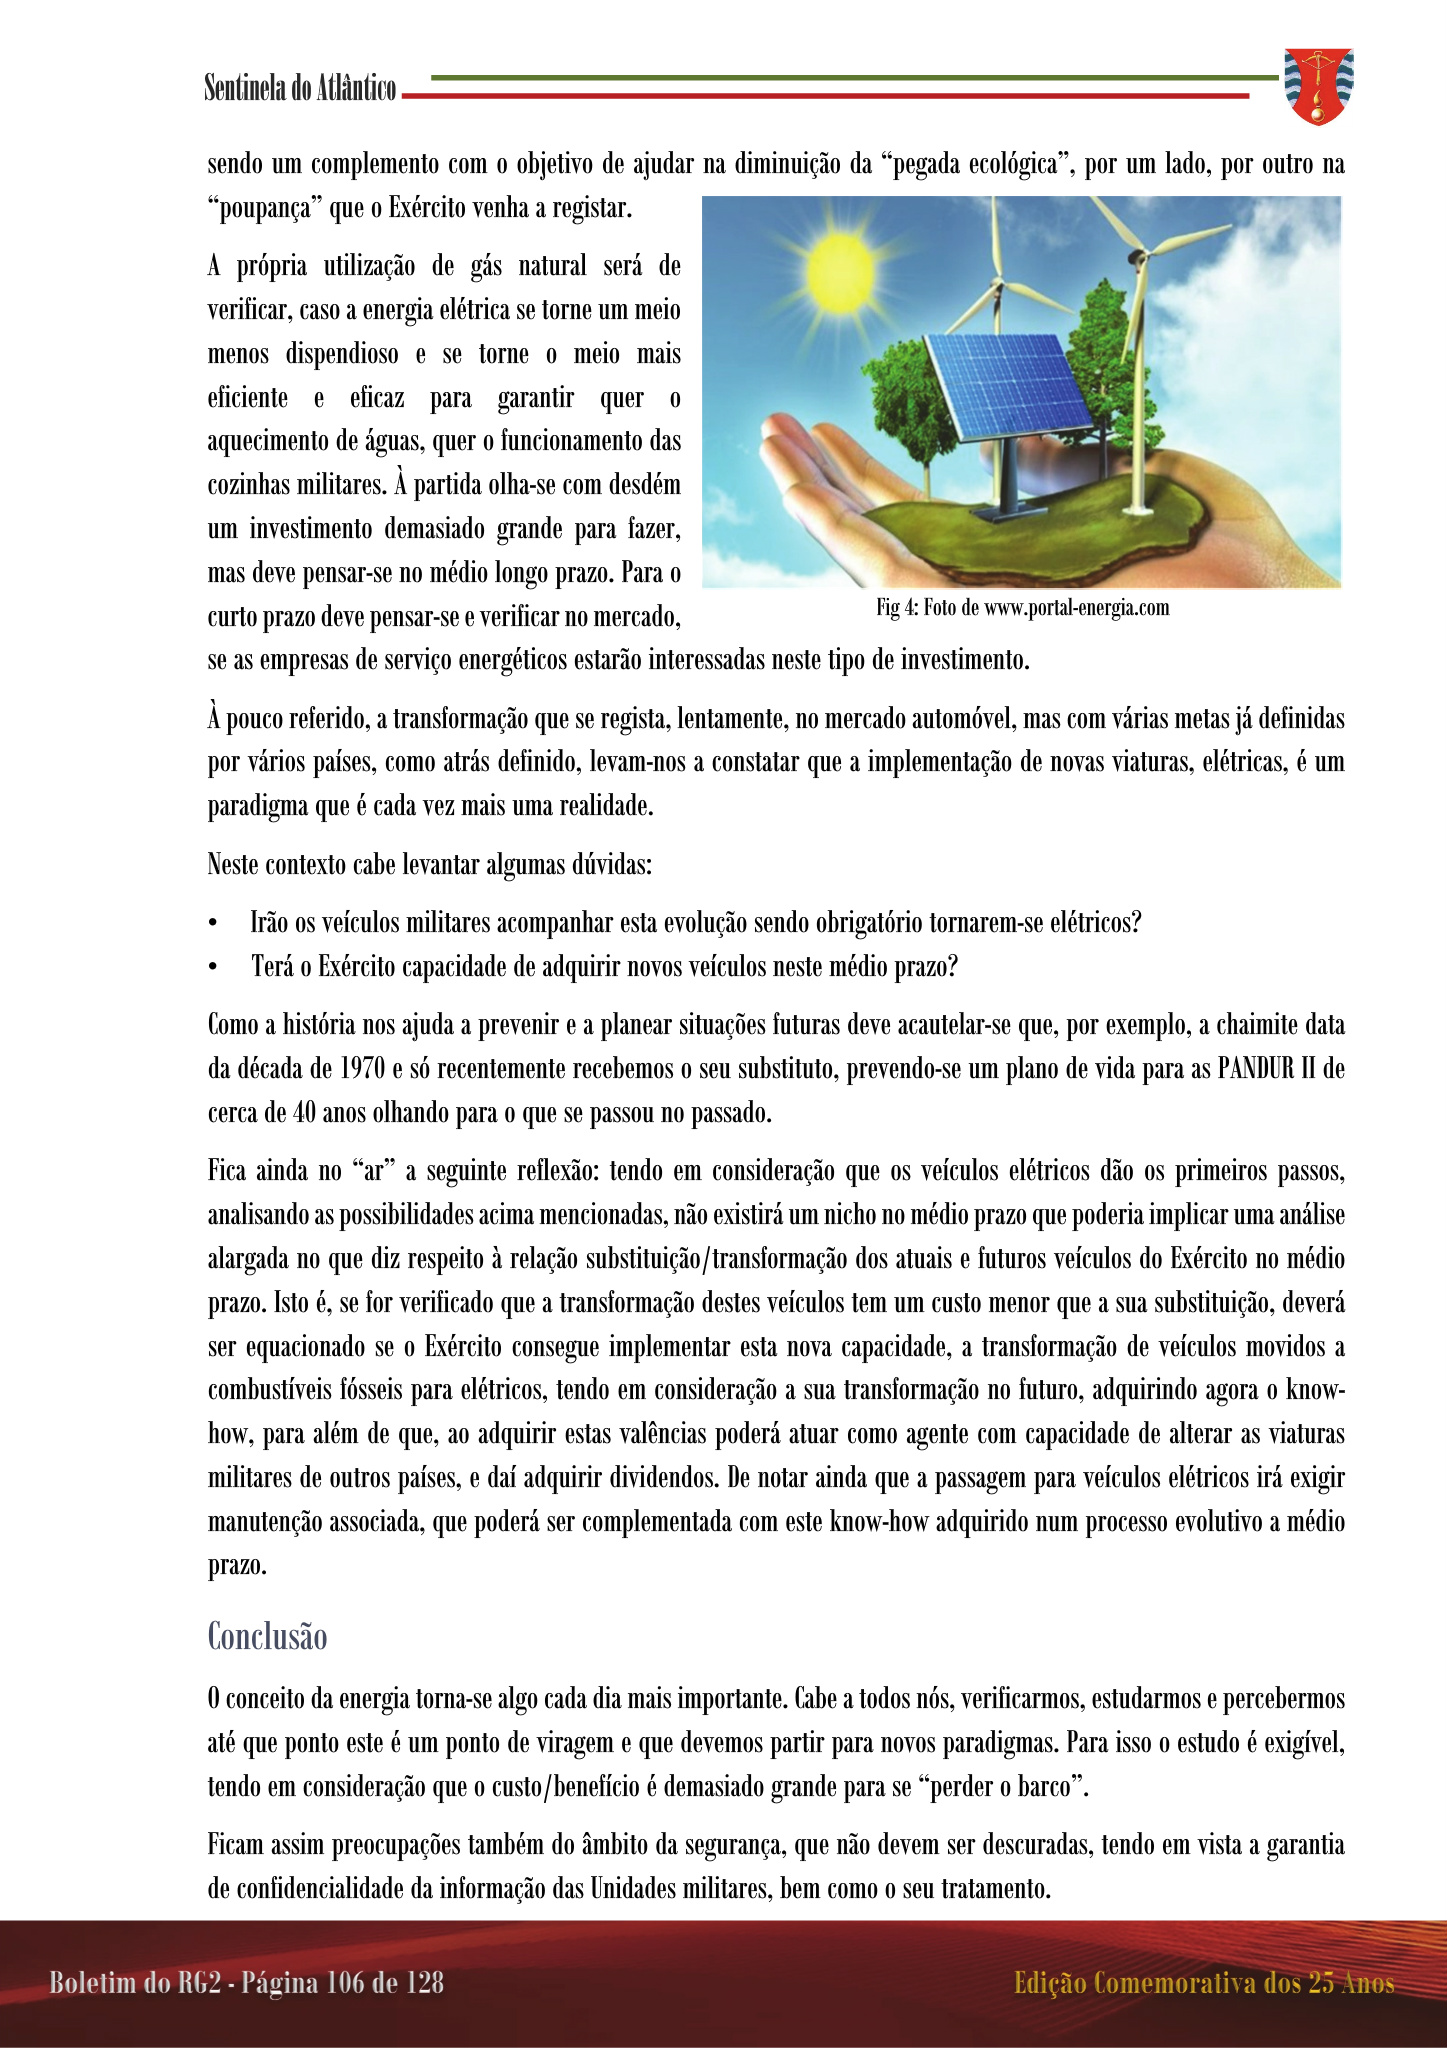 Sentinela do Atlântico
sendo um complemento com o objetivo de ajudar na diminuição da “pegada ecológica”, por um lado, por outro na
“poupança” que o Exército venha a registar.
A própria utilização de gás natural será de
verificar, caso a energia elétrica se torne um meio
menos dispendioso e se torne o meio mais
eficiente e eficaz para garantir quer o
aquecimento de águas, quer o funcionamento das
cozinhas militares. À partida olha-se com desdém
um investimento demasiado grande para fazer,
mas deve pensar-se no médio longo prazo. Para o
curto prazo deve pensar-se e verificar no mercado,
se as empresas de serviço energéticos estarão interessadas neste tipo de investimento.
Fig 4: Foto de www.portal-energia.com
À pouco referido, a transformação que se regista, lentamente, no mercado automóvel, mas com várias metas já definidas
por vários países, como atrás definido, levam-nos a constatar que a implementação de novas viaturas, elétricas, é um
paradigma que é cada vez mais uma realidade.
Neste contexto cabe levantar algumas dúvidas:
• Irão os veículos militares acompanhar esta evolução sendo obrigatório tornarem-se elétricos?
• Terá o Exército capacidade de adquirir novos veículos neste médio prazo?
Como a história nos ajuda a prevenir e a planear situações futuras deve acautelar-se que, por exemplo, a chaimite data
da década de 1970 e só recentemente recebemos o seu substituto, prevendo-se um plano de vida para as PANDUR II de
cerca de 40 anos olhando para o que se passou no passado.
Fica ainda no “ar” a seguinte reflexão: tendo em consideração que os veículos elétricos dão os primeiros passos,
analisando as possibilidades acima mencionadas, não existirá um nicho no médio prazo que poderia implicar uma análise
alargada no que diz respeito à relação substituição/transformação dos atuais e futuros veículos do Exército no médio
prazo. Isto é, se for verificado que a transformação destes veículos tem um custo menor que a sua substituição, deverá
ser equacionado se o Exército consegue implementar esta nova capacidade, a transformação de veículos movidos a
combustíveis fósseis para elétricos, tendo em consideração a sua transformação no futuro, adquirindo agora o know-
how, para além de que, ao adquirir estas valências poderá atuar como agente com capacidade de alterar as viaturas
militares de outros países, e daí adquirir dividendos. De notar ainda que a passagem para veículos elétricos irá exigir
manutenção associada, que poderá ser complementada com este know-how adquirido num processo evolutivo a médio
prazo.
Conclusão
O conceito da energia torna-se algo cada dia mais importante. Cabe a todos nós, verificarmos, estudarmos e percebermos
até que ponto este é um ponto de viragem e que devemos partir para novos paradigmas. Para isso o estudo é exigível,
tendo em consideração que o custo/benefício é demasiado grande para se “perder o barco”.
Ficam assim preocupações também do âmbito da segurança, que não devem ser descuradas, tendo em vista a garantia
de confidencialidade da informação das Unidades militares, bem como o seu tratamento.
Boletim do RG2 - Página 106 de 128
Edição Comemorativa dos 25 Anos